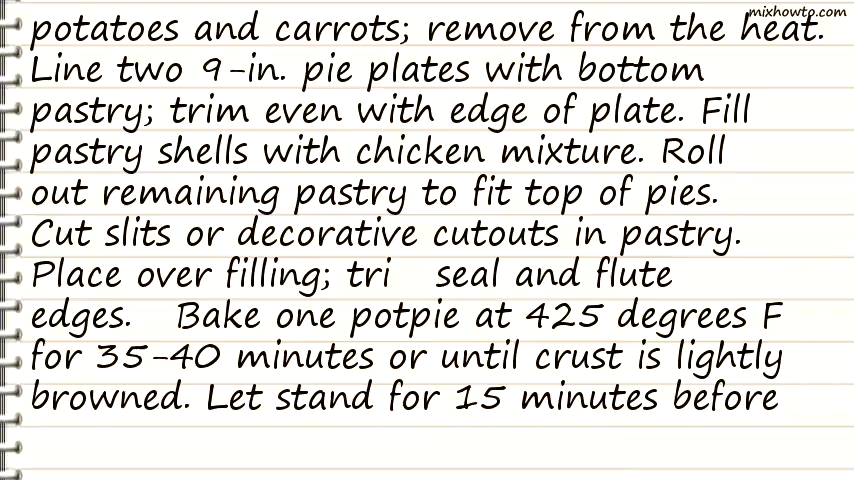 mixhowto.com
potatoes and carrots; remove from the heat.
Line two 9-in. pie plates with bottom
pastry; trim even with edge of plate. Fill
pastry shells with chicken mixture. Roll
out remaining pastry to fit top of pies.
Cut slits or decorative cutouts in pastry.
Place over filling; tri seal and flute
edges. Bake one potpie at 425 degrees F
for 35-40 minutes or until crust is lightly
browned. Let stand for 15 minutes before